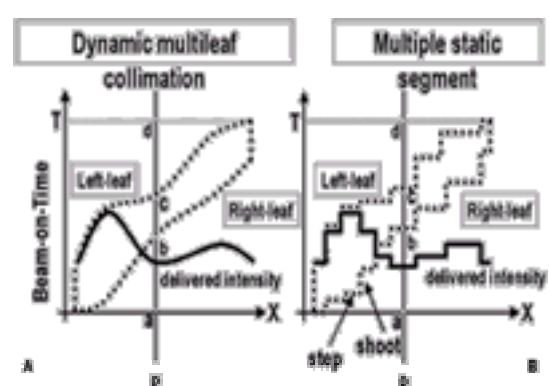 Dynamic multileaf
collimation
T
d
Left-leaf
c
Right-leaf
b
delivered intensity
Beam-on-Time
a
X
A
P
Multiple static
segment
T
d
Left-leaf
Right-leaf
delivered intensity
a
X
step
shoot
P
B